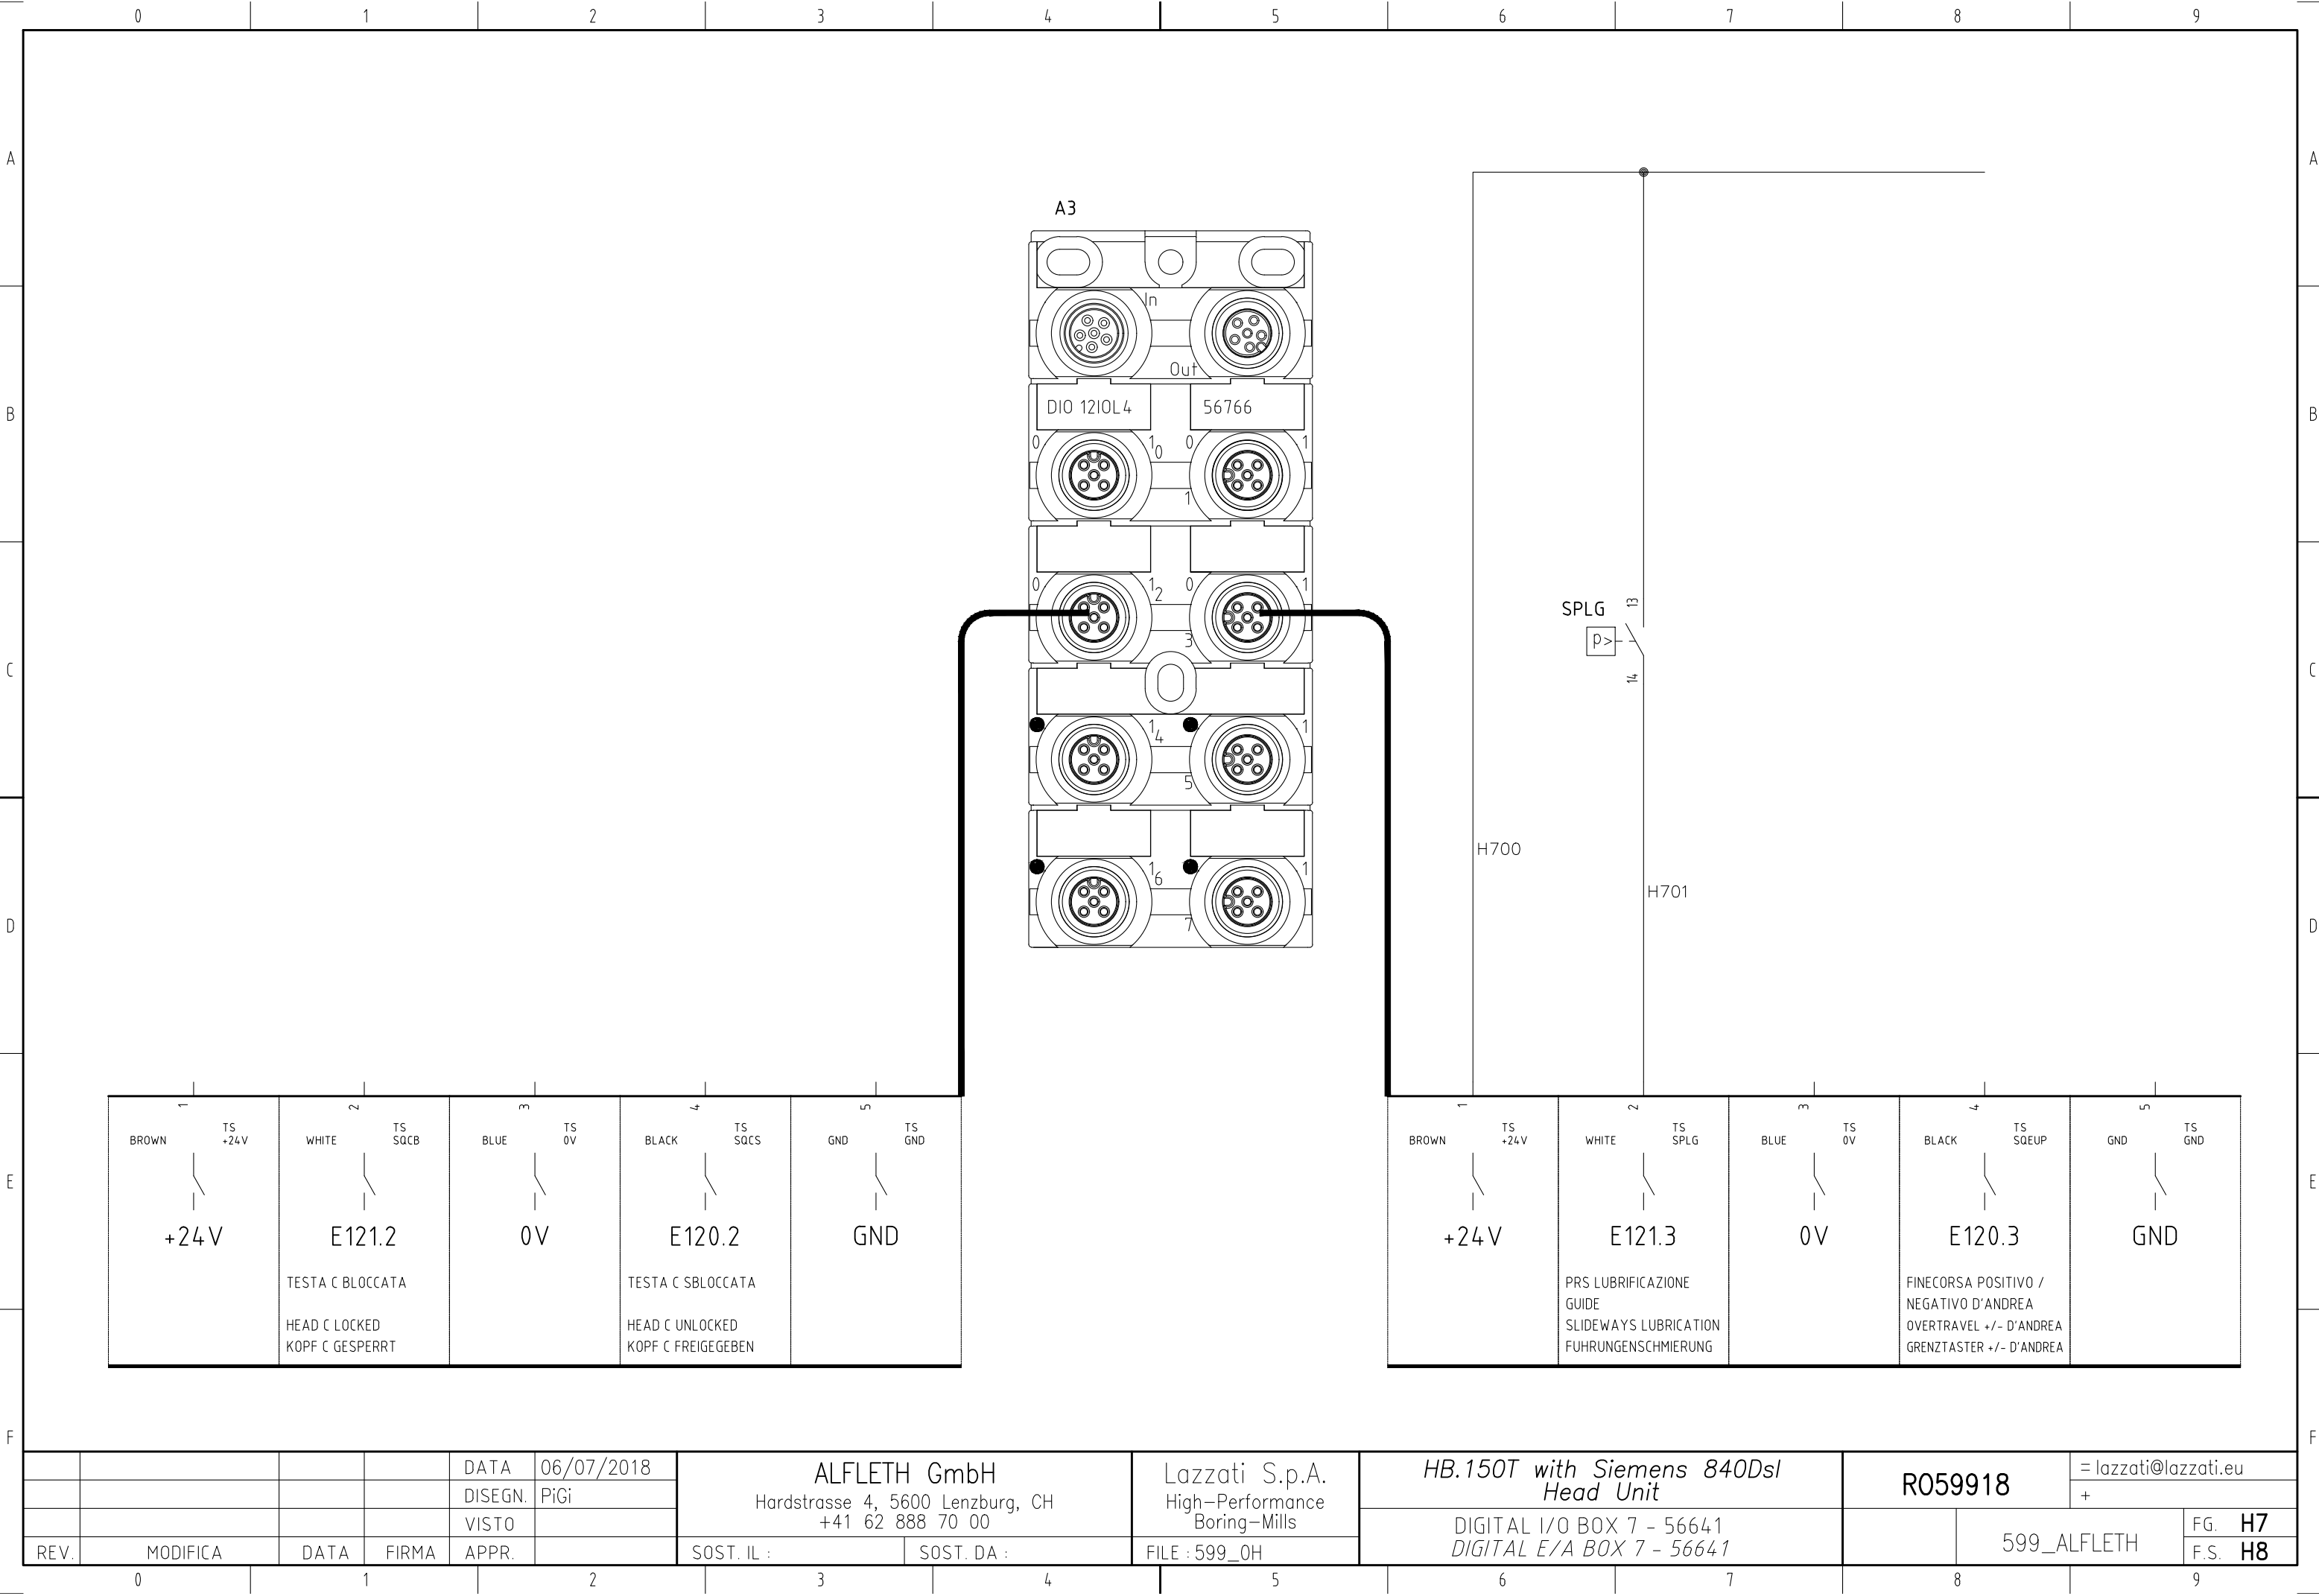 0 1 2 3 4 5 6 7 8 9
A A
A3
In
Out
B B
DIO 12IOL4 56766
0 1 0 0 1
1
0 1 2 0 1
3
SPLG 13
p>
14
C C
1 4 1
5
H700
1 6 1
H701
7
D D
1 2 3 4 5
BROWN TS +24V WHITE TS SQCB BLUE TS 0V BLACK TS SQCS GND TS GND
+24V E121.2 0V E120.2 GND
TESTA C BLOCCATA
HEAD C LOCKED
KOPF C GESPERRT
TESTA C SBLOCCATA
HEAD C UNLOCKED
KOPF C FREIGEGEBEN
1 2 3 4 5
BROWN TS +24V WHITE TS SPLG BLUE TS 0V BLACK TS SQEUP GND TS GND
+24V E121.3 0V E120.3 GND
PRS LUBRIFICAZIONE
GUIDE
SLIDEWAYS LUBRICATION
FUHRUNGENSCHMIERUNG
FINECORSA POSITIVO /
NEGATIVO D'ANDREA
OVERTRAVEL +/- D'ANDREA
GRENZTASTER +/- D'ANDREA
E E
F F
DATA 06/07/2018
DISEGN. PiGi
VISTO
REV. MODIFICA DATA FIRMA APPR.
ALFLETH GmbH
Hardstrasse 4, 5600 Lenzburg, CH
+41 62 888 70 00
SOST. IL : SOST. DA :
Lazzati S.p.A.
High-Performance
Boring-Mills
FILE : 599_0H
HB.150T with Siemens 840Dsl
Head Unit
DIGITAL I/O BOX 7 - 56641
DIGITAL E/A BOX 7 - 56641
RO59918
= lazzati@lazzati.eu
+
599_ALFLETH
FG. H7
F.S. H8
0 1 2 3 4 5 6 7 8 9